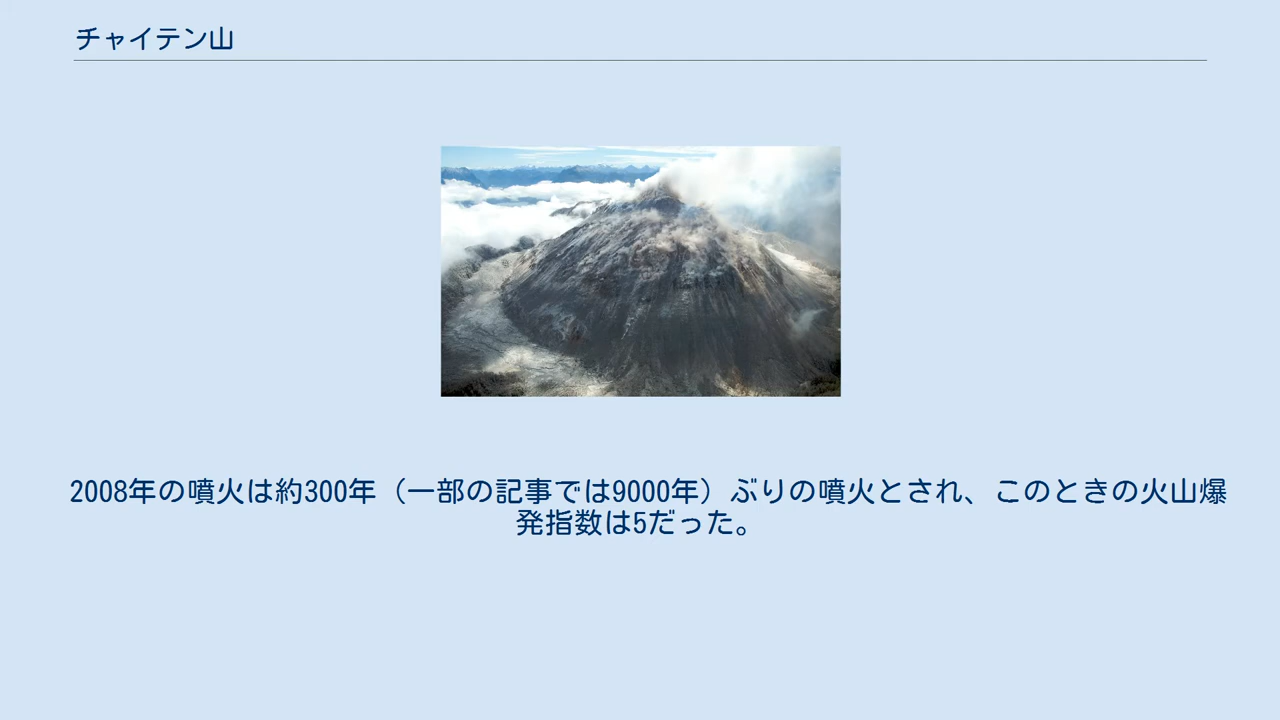 チャイテン山
2008年の噴火は約300年（一部の記事では9000年）ぶりの噴火とされ、このときの火山爆
発指数は5だった。